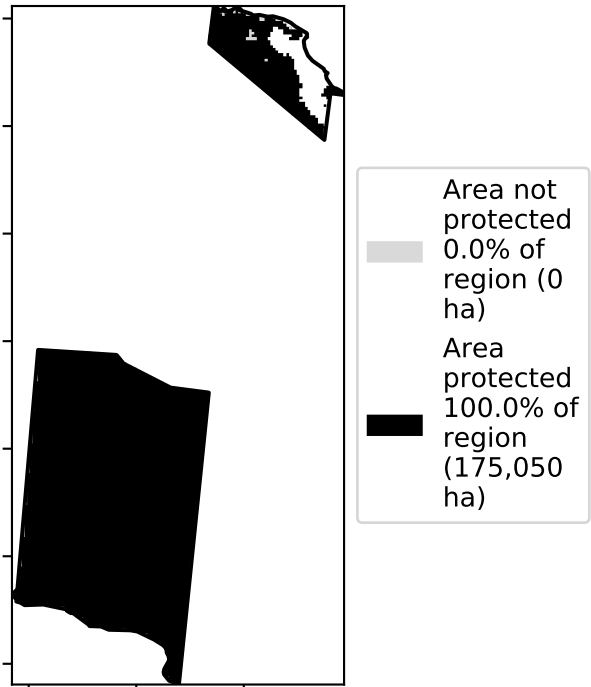 Area not
protected
0.0% of
region (0
ha)
Area
protected
100.0% of
region
(175,050
ha)